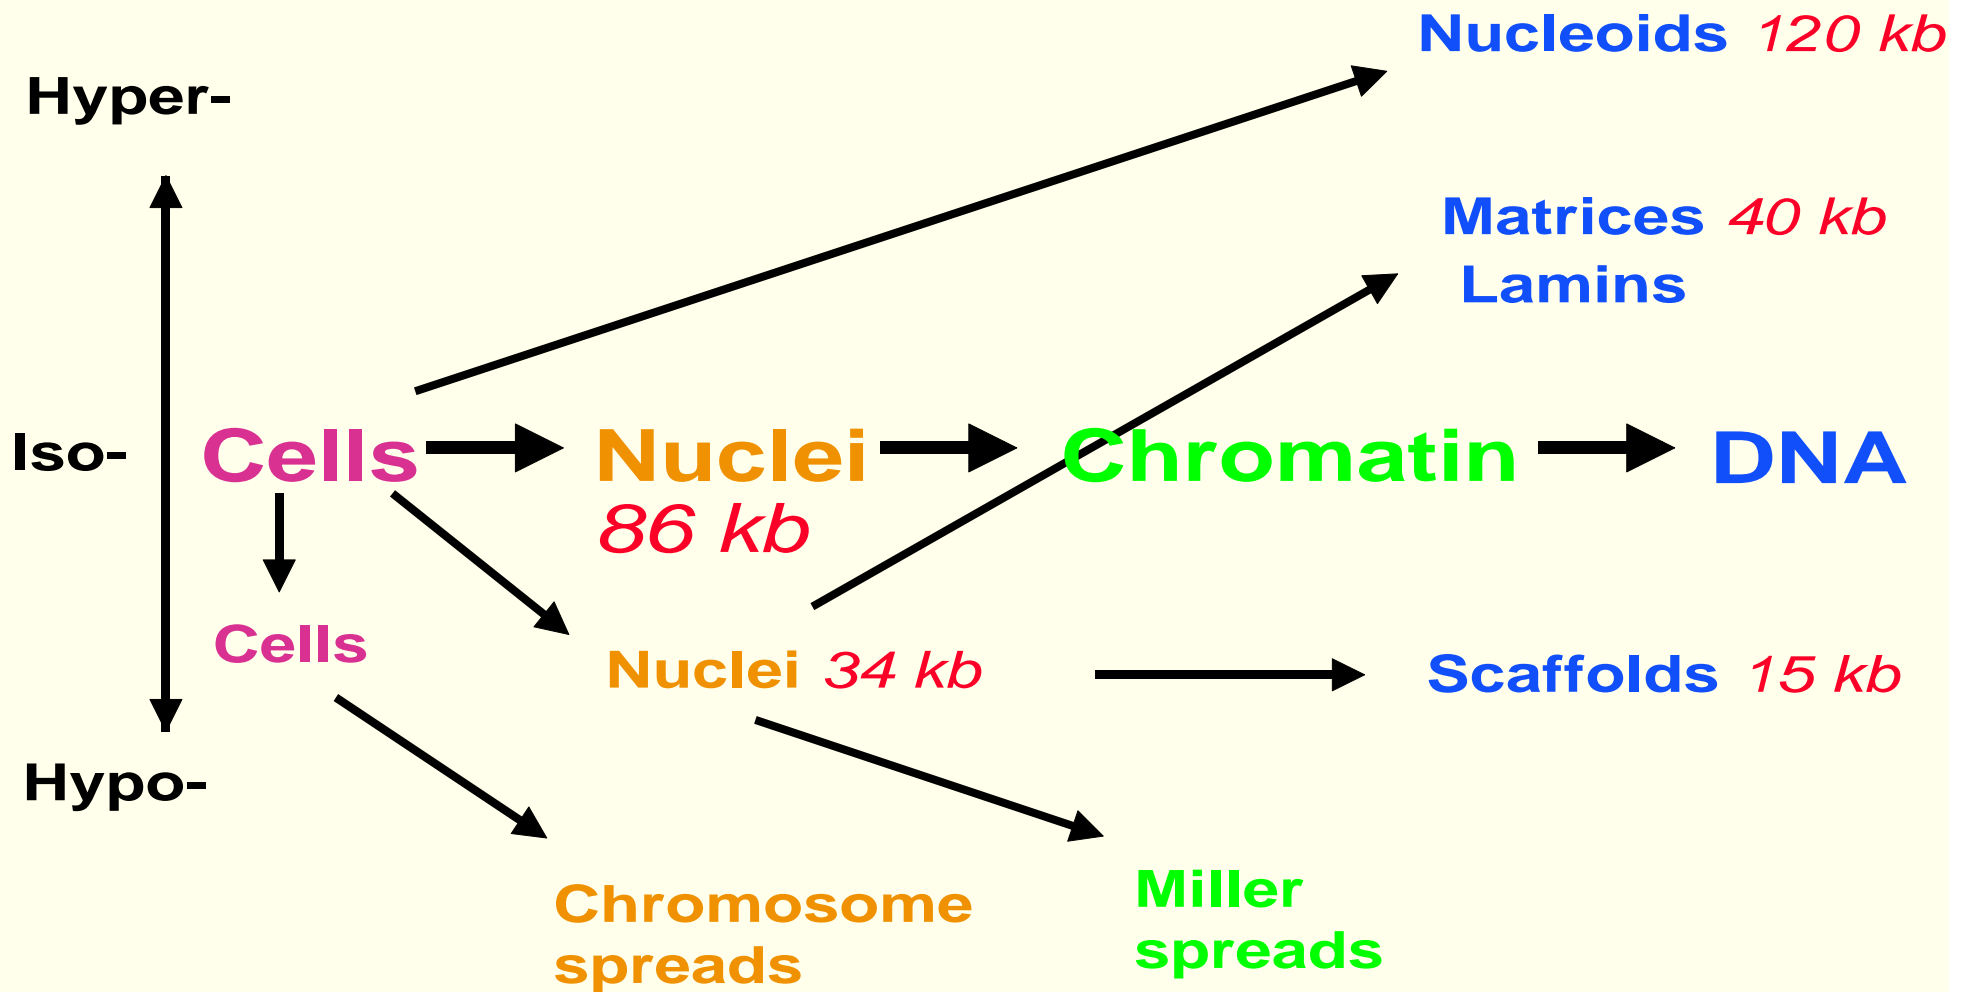 Nucleoids 120 kb
Hyper-
Matrices 40 kb
Lamins
Iso- Cells Nuclei Chromatin DNA
86 kb
Cells Nuclei 34 kb Scaffolds 15 kb
Hypo-
Chromosome
spreads
Miller
spreads